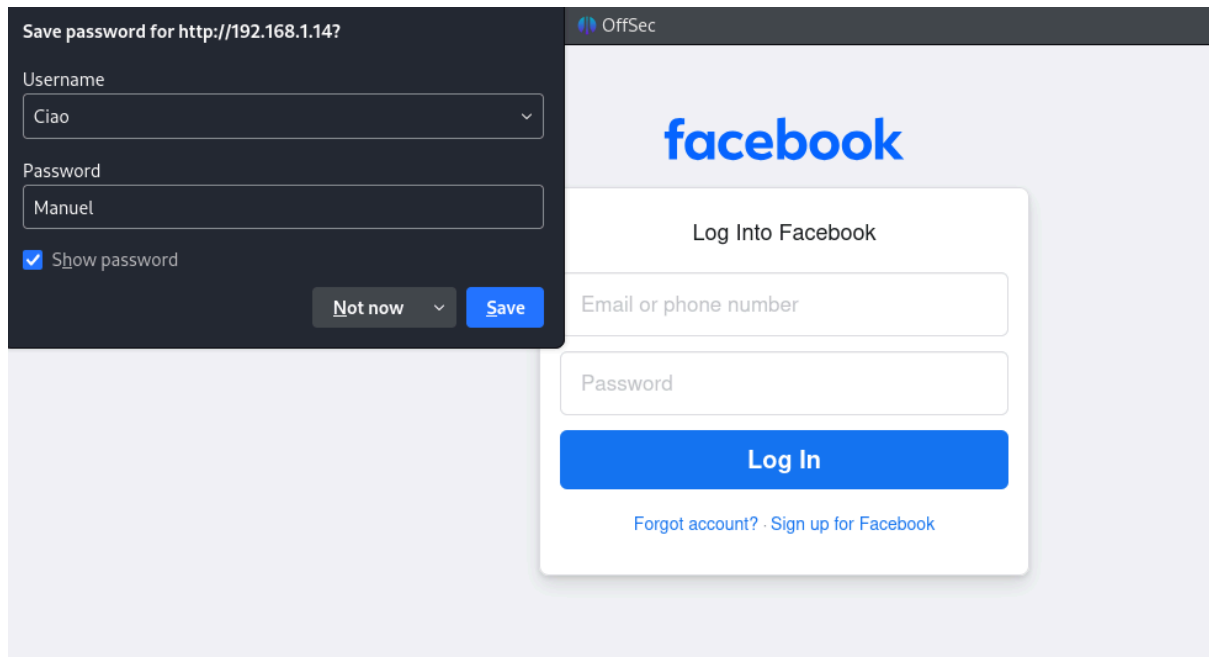 Save password for http://192.168.1.14?
OffSec
Username
Ciao
Password
Manuel
Show password
Not now
Save
facebook
Log Into Facebook
Email or phone number
Password
Log In
Forgot account? · Sign up for Facebook